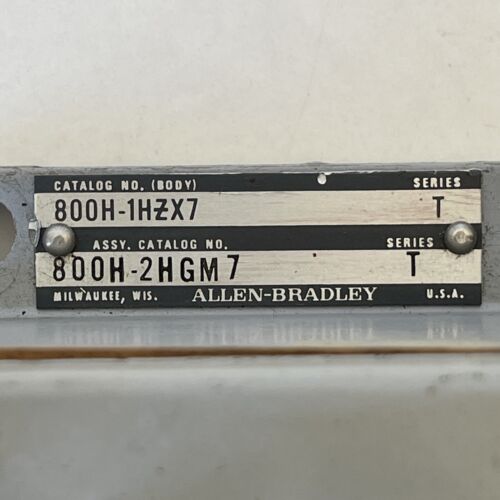 CATALOG NO. (BODY) SERIES
800H-1HZX7 T
ASSY. CATALOG NO. SERIES
800H-2HGM7 T
MILWAUKEE, WIS. ALLEN-BRADLEY U.S.A.